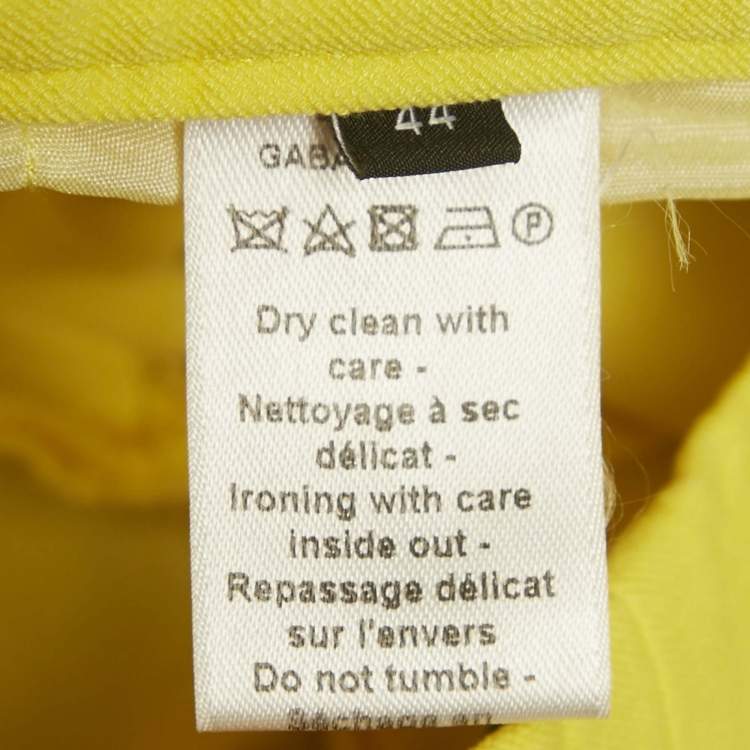 44
Dry clean with
care -
Nettoyage à sec
délicat -
Ironing with care
inside out -
Repassage délicat
sur l'envers
Do not tumble -